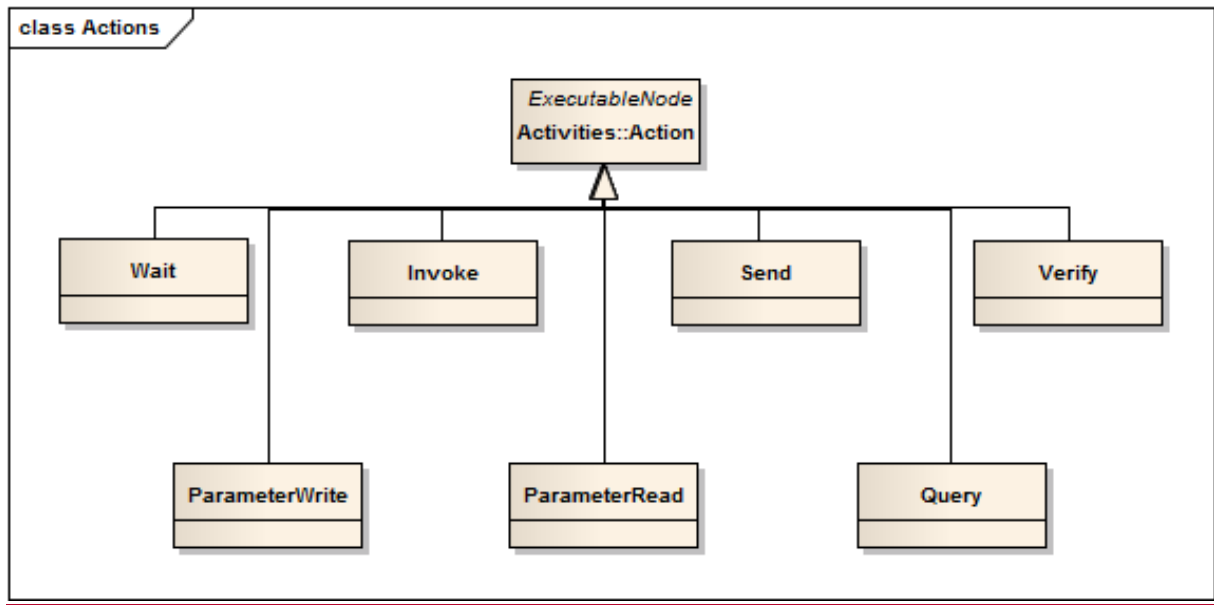 class Actions
ExecutableNode
Activities::Action
Wait
Invoke
Send
Verify
ParameterWrite
ParameterRead
Query